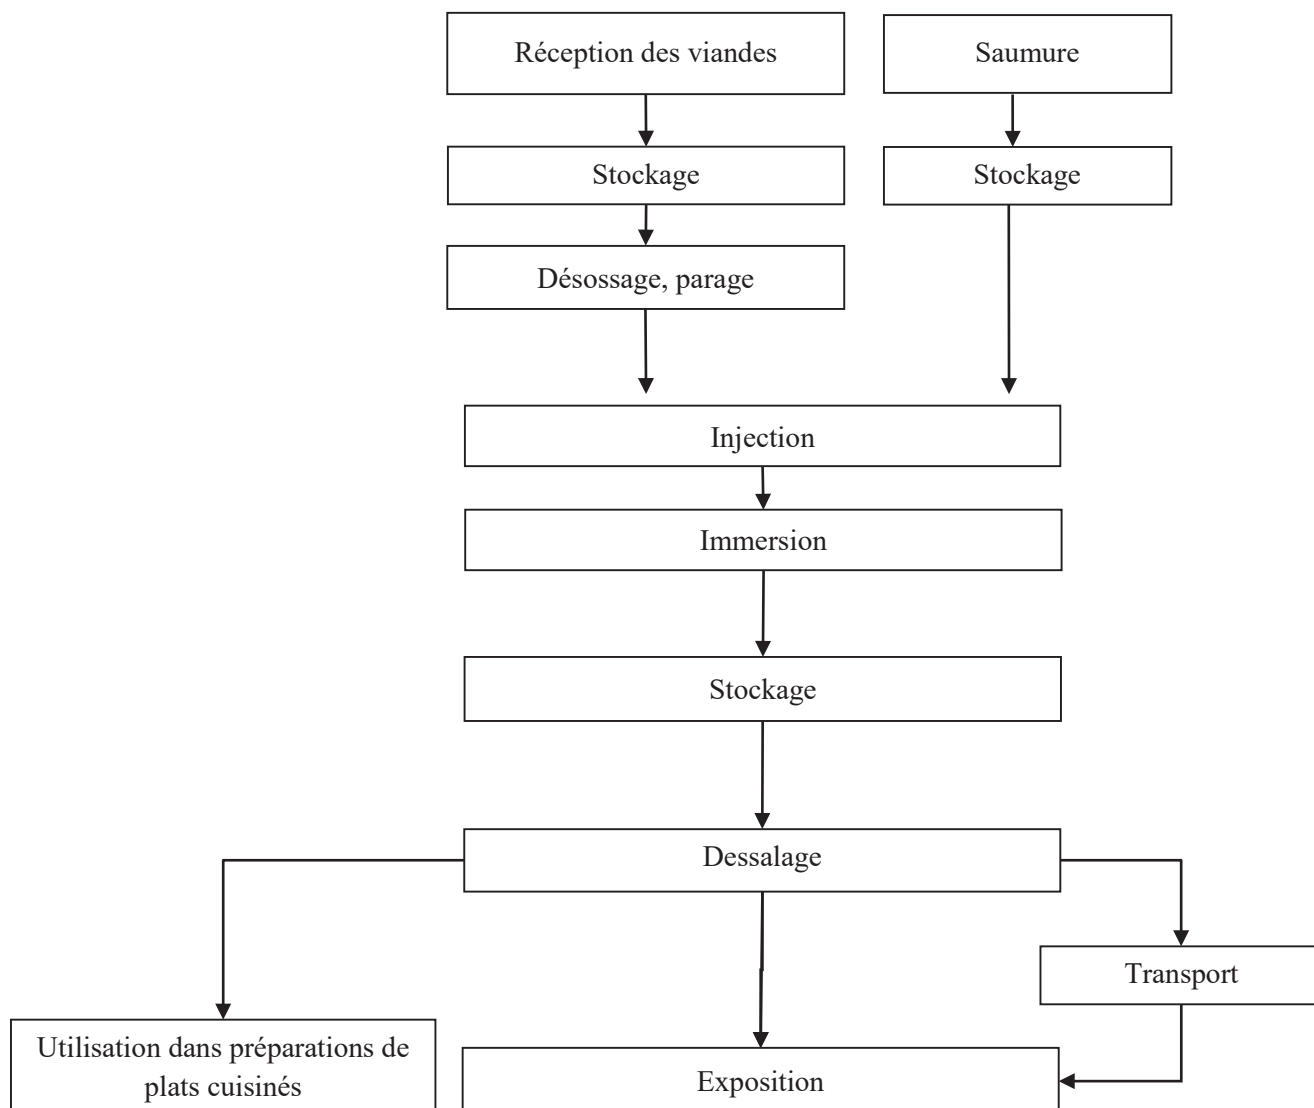 Réception des viandes
Saumure
Stockage
Stockage
Désossage, parage
Injection
Immersion
Stockage
Dessalage
Transport
Utilisation dans préparations de
plats cuisinés
Exposition